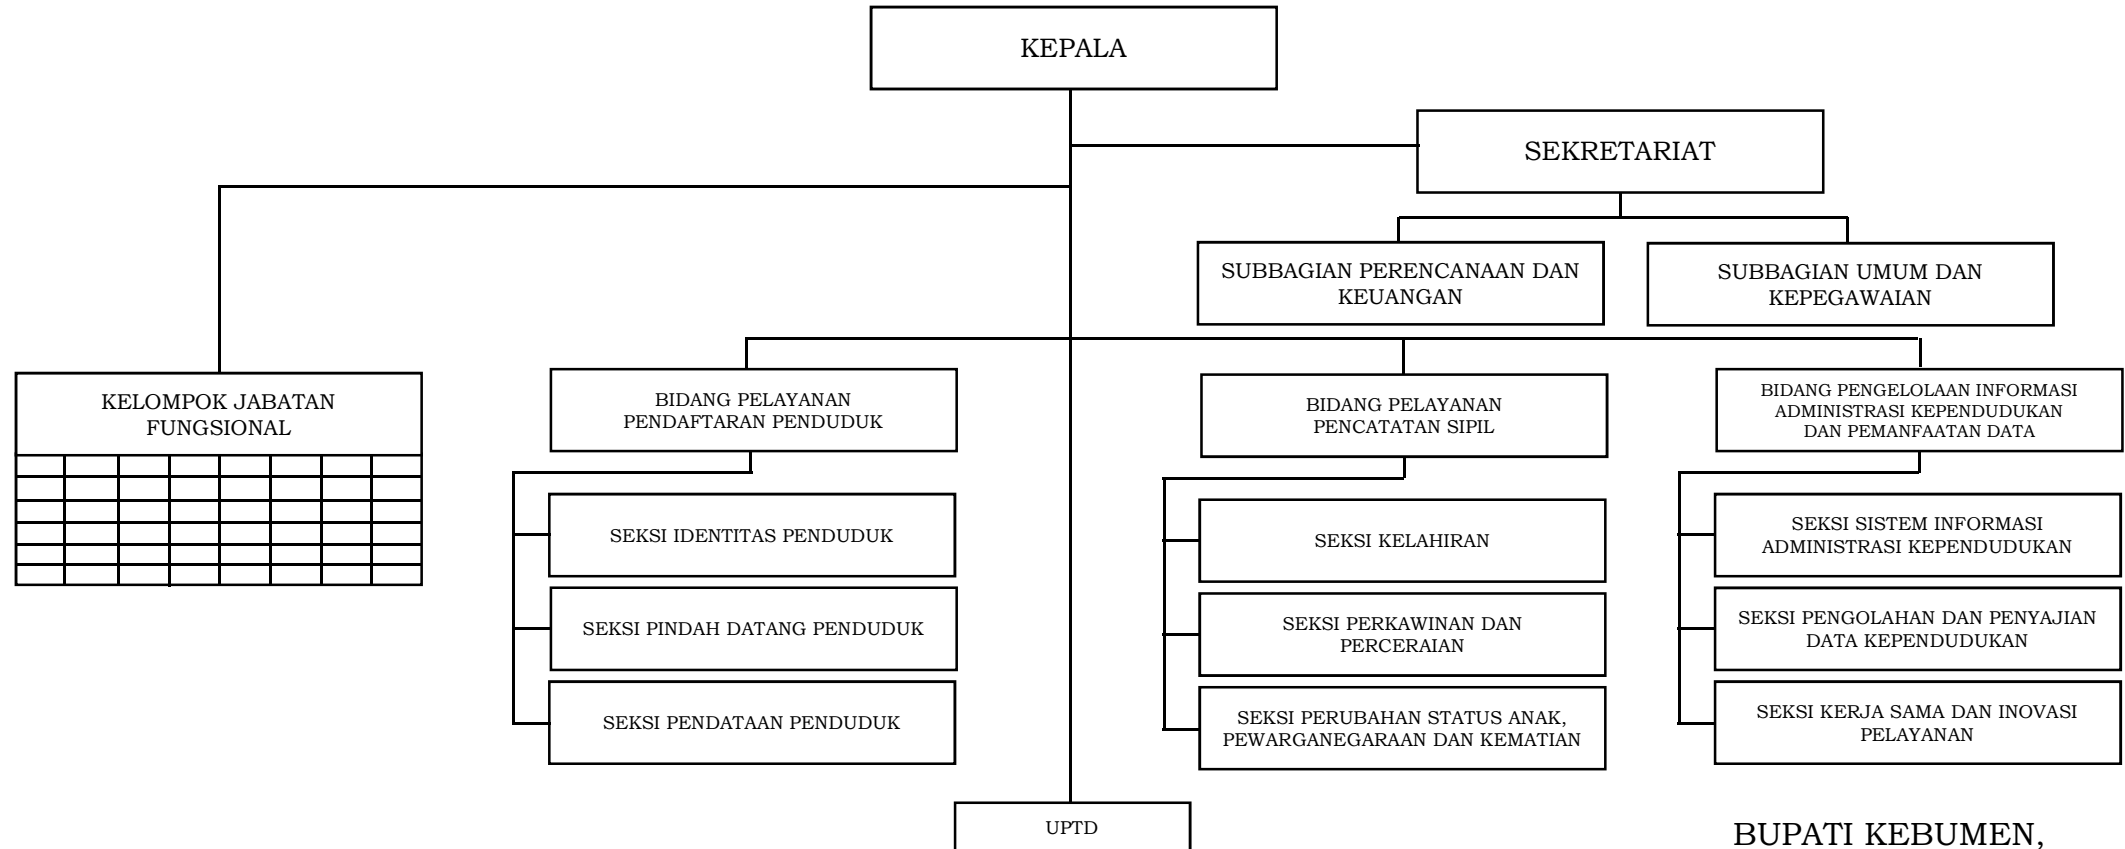 KEPALA
SEKRETARIAT
SUBBAGIAN PERENCANAAN DAN
KEUANGAN
SUBBAGIAN UMUM DAN
KEPEGAWAIAN
KELOMPOK JABATAN
FUNGSIONAL
BIDANG PELAYANAN
PENDAFTARAN PENDUDUK
SEKSI IDENTITAS PENDUDUK
SEKSI PINDAH DATANG PENDUDUK
SEKSI PENDATAAN PENDUDUK
BIDANG PELAYANAN
PENCATATAN SIPIL
SEKSI KELAHIRAN
SEKSI PERKAWINAN DAN
PERCERAIAN
SEKSI PERUBAHAN STATUS ANAK,
PEWARGANEGARAAN DAN KEMATIAN
BIDANG PENGELOLAAN INFORMASI
ADMINISTRASI KEPENDUDUKAN
DAN PEMANFAATAN DATA
SEKSI SISTEM INFORMASI
ADMINISTRASI KEPENDUDUKAN
SEKSI PENGOLAHAN DAN PENYAJIAN
DATA KEPENDUDUKAN
SEKSI KERJA SAMA DAN INOVASI
PELAYANAN
UPTD
BUPATI KEBUMEN,